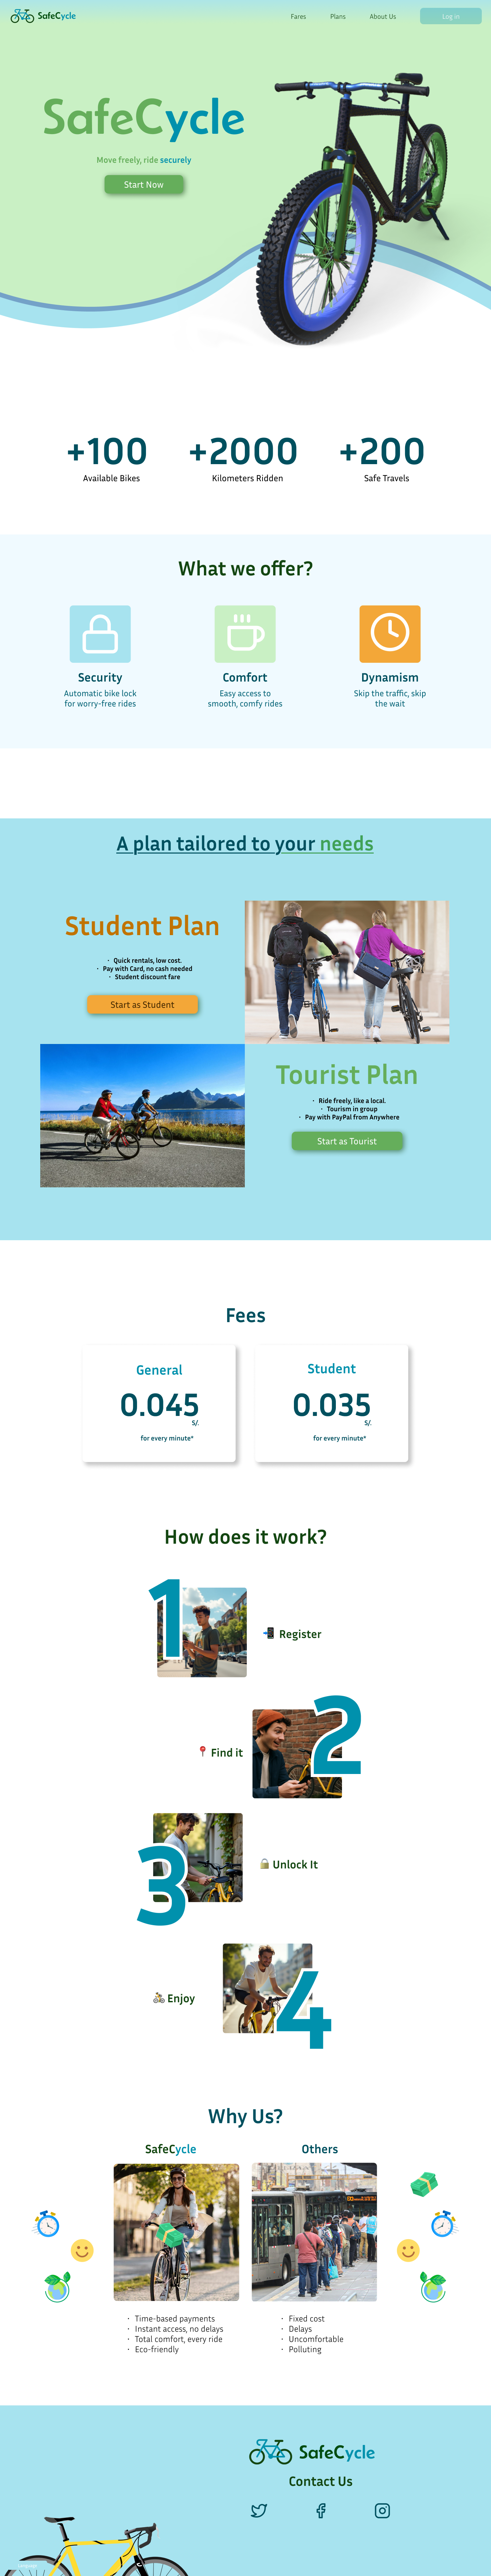 SafeCycle
Fares
Plans
About Us
Log in
SafeCycle
Move freely, ride securely
Start Now
+100
Available Bikes
+2000
Kilometers Ridden
+200
Safe Travels
What we offer?
Security
Automatic bike lock
for worry-free rides
Comfort
Easy access to
smooth, comfy rides
Dynamism
Skip the traffic, skip
the wait
A plan tailored to your needs
Student Plan
· Quick rentals, low cost.
· Pay with Card, no cash needed
· Student discount fare
Start as Student
Tourist Plan
· Ride freely, like a local.
· Tourism in group
· Pay with PayPal from Anywhere
Start as Tourist
Fees
General
0.045
S/.
for every minute*
Student
0.035
S/.
for every minute*
How does it work?
1
Register
2
Find it
3
Unlock It
4
Enjoy
Why Us?
SafeCycle
· Time-based payments
· Instant access, no delays
· Total comfort, every ride
· Eco-friendly
Others
· Fixed cost
· Delays
· Uncomfortable
· Polluting
SafeCycle
Contact Us